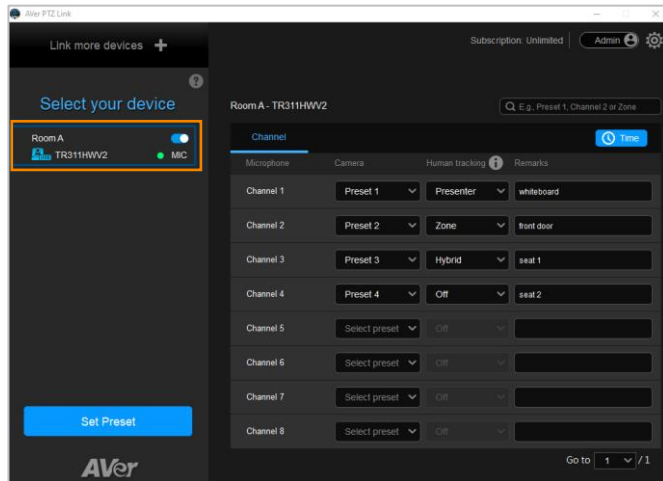 AVer PTZ Link
Link more devices +
Subscription: Unlimited
Admin
?
Select your device
Room A
TR311HWV2 MIC
Set Preset
AVer
Room A - TR311HWV2
E.g., Preset 1, Channel 2 or Zone
Channel
Time
Microphone Camera Human tracking i Remarks
Channel 1 Preset 1 Presenter whiteboard
Channel 2 Preset 2 Zone front door
Channel 3 Preset 3 Hybrid seat 1
Channel 4 Preset 4 Off seat 2
Channel 5 Select preset Off
Channel 6 Select preset Off
Channel 7 Select preset Off
Channel 8 Select preset Off
Go to 1 / 1